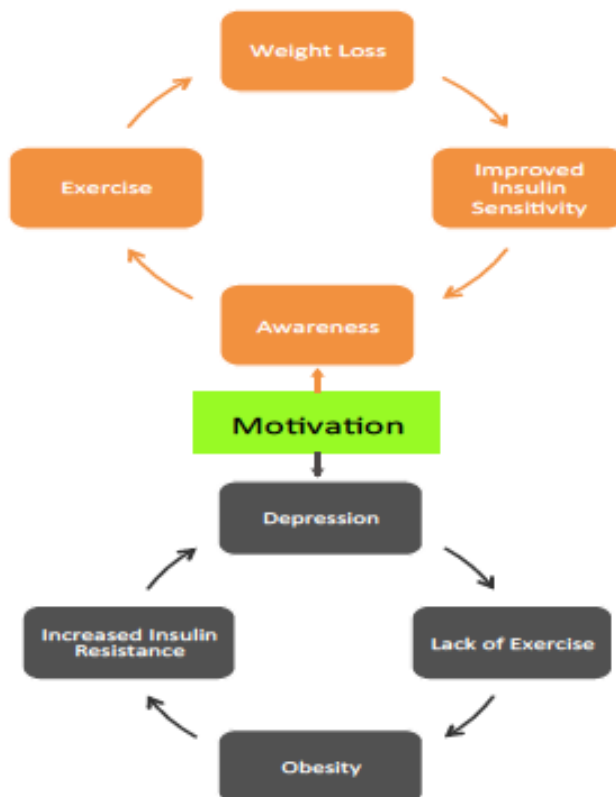 Weight Loss
Exercise
Improved
Insulin
Sensitivity
Awareness
Motivation
Depression
Increased Insulin
Resistance
Lack of Exercise
Obesity